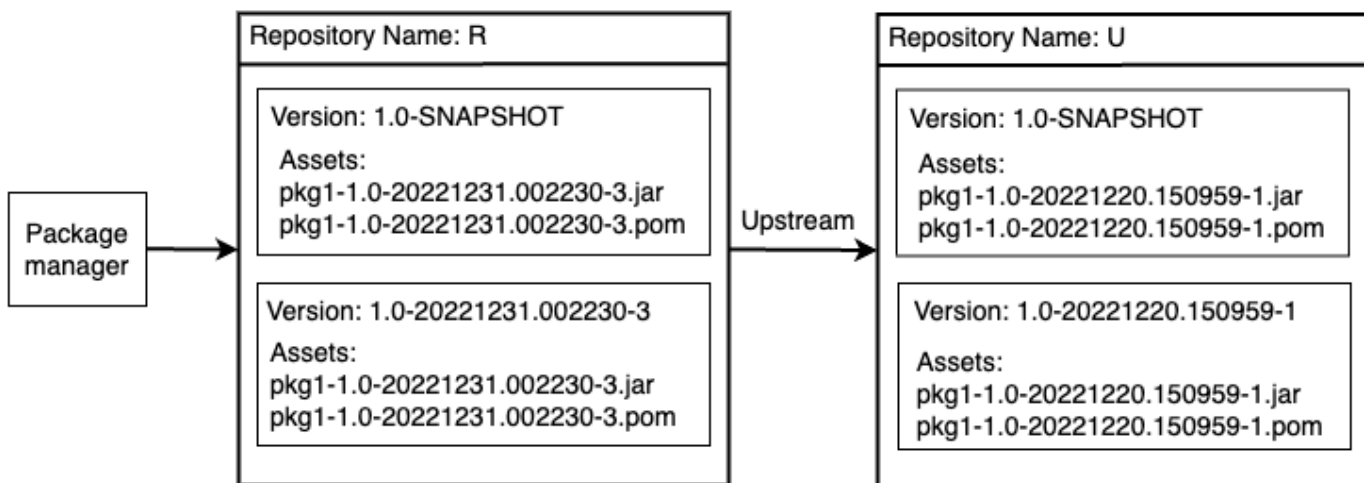 Package
manager
Repository Name: R
Version: 1.0-SNAPSHOT
Assets:
pkg1-1.0-20221231.002230-3.jar
pkg1-1.0-20221231.002230-3.pom
Version: 1.0-20221231.002230-3
Assets:
pkg1-1.0-20221231.002230-3.jar
pkg1-1.0-20221231.002230-3.pom
Upstream
Repository Name: U
Version: 1.0-SNAPSHOT
Assets:
pkg1-1.0-20221220.150959-1.jar
pkg1-1.0-20221220.150959-1.pom
Version: 1.0-20221220.150959-1
Assets:
pkg1-1.0-20221220.150959-1.jar
pkg1-1.0-20221220.150959-1.pom